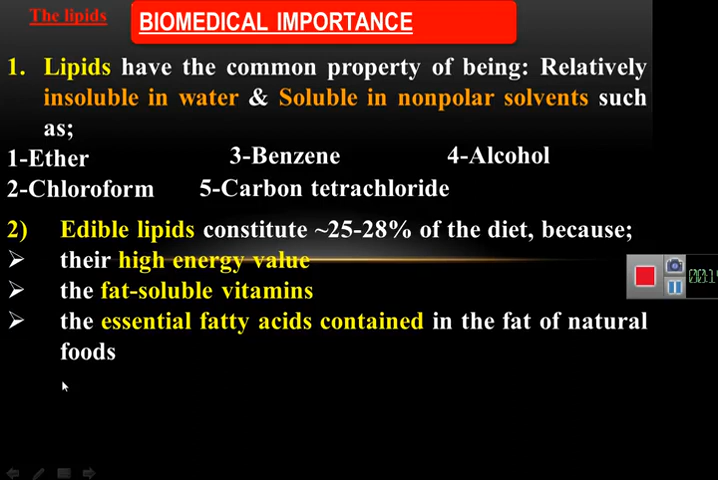 The lipids
BIOMEDICAL IMPORTANCE
1. Lipids have the common property of being: Relatively
insoluble in water & Soluble in nonpolar solvents such
as;
1-Ether 3-Benzene 4-Alcohol
2-Chloroform 5-Carbon tetrachloride
2) Edible lipids constitute ~25-28% of the diet, because;
their high energy value
the fat-soluble vitamins
the essential fatty acids contained in the fat of natural
foods